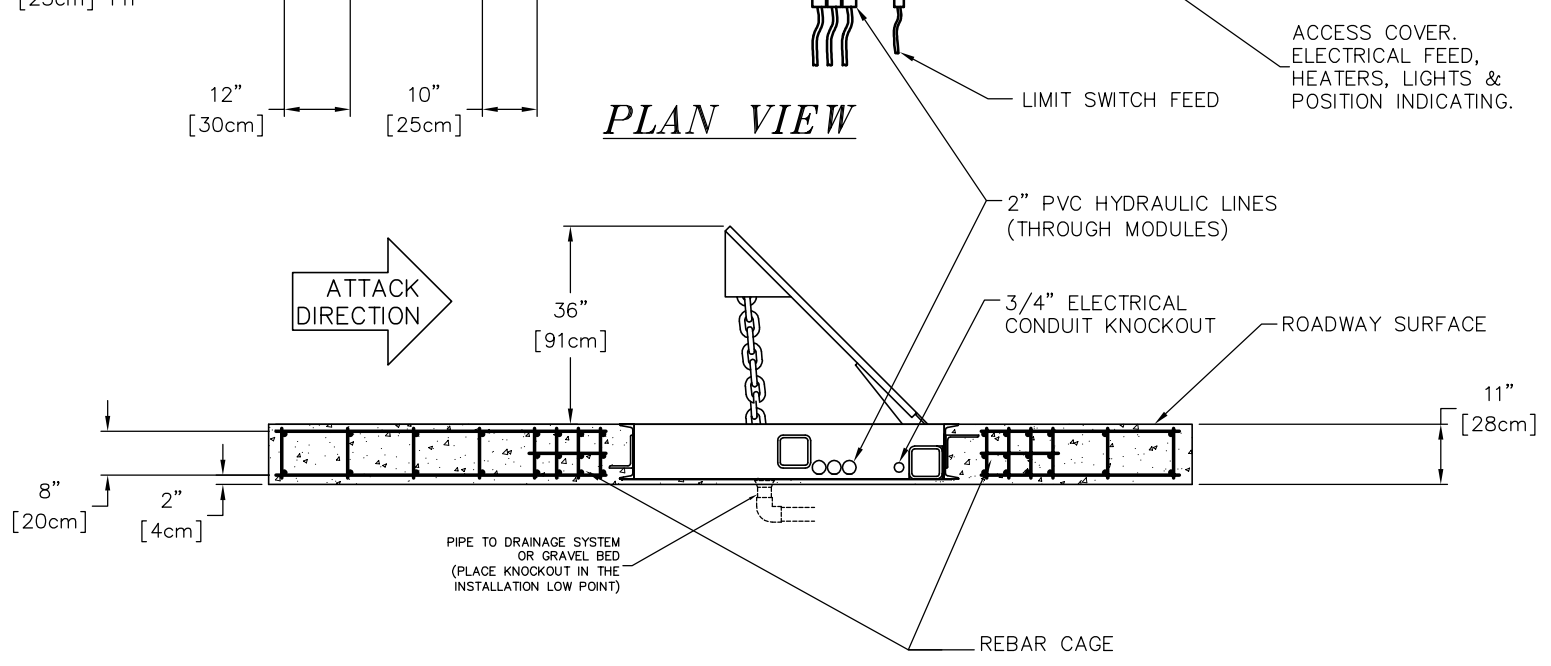 12”
[30cm]
10”
[25cm]
PLAN VIEW
LIMIT SWITCH FEED
ACCESS COVER.
ELECTRICAL FEED,
HEATERS, LIGHTS &
POSITION INDICATING.
2” PVC HYDRAULIC LINES
(THROUGH MODULES)
ATTACK
DIRECTION
36”
[91cm]
3/4” ELECTRICAL
CONDUIT KNOCKOUT
ROADWAY SURFACE
11”
[28cm]
8”
[20cm]
2”
[4cm]
PIPE TO DRAINAGE SYSTEM
OR GRAVEL BED
(PLACE KNOCKOUT IN THE
INSTALLATION LOW POINT)
REBAR CAGE